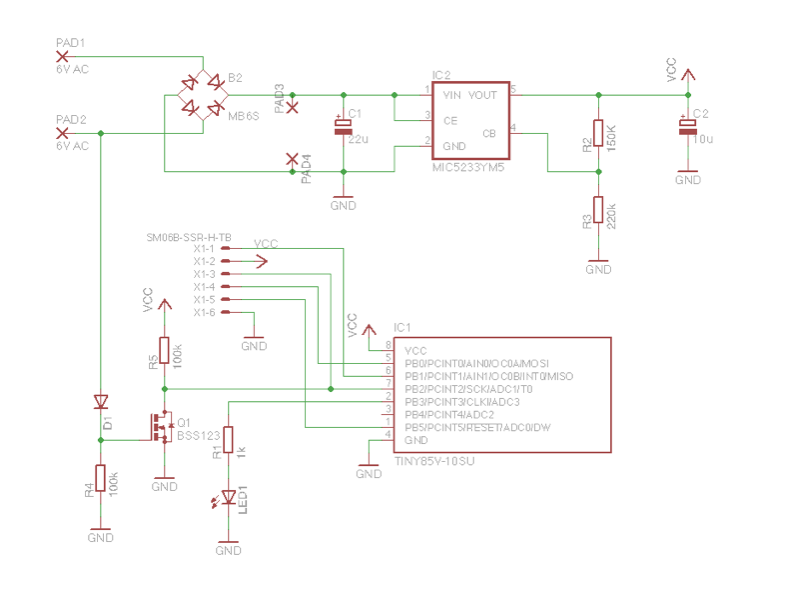 PAD1
6V AC
PAD2
6V AC
B2
MB6S
PAD3
PAD4
C1
22u
GND
IC2
1 VIN VOUT 5
3 CE
CB 4
2 GND
MIC5233YM5
VCC
R2
150K
R3
220k
GND
C2
10u
GND
SM06B-SSR-H-TB
X1-1
X1-2
X1-3
X1-4
X1-5
X1-6
VCC
GND
VCC
R5
100k
D1
Q1
BSS123
GND
R4
100k
GND
R1
1k
LED1
GND
VCC
IC1
8 VCC
5 PB0/PCINT0/AIN0/OC0A/MOSI
6 PB1/PCINT1/AIN1/OC0B/INT0/MISO
7 PB2/PCINT2/SCK/ADC1/T0
2 PB3/PCINT3/CLKI/ADC3
3 PB4/PCINT4/ADC2
1 PB5/PCINT5/RESET/ADC0/DW
4 GND
TINY85V-10SU
GND